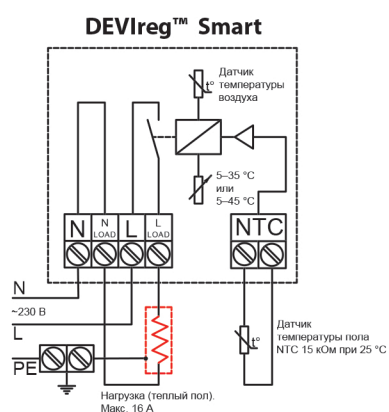 DEVIreg™ Smart
Датчик
температуры
воздуха
t°
5–35 °C
или
5–45 °C
N
N
LOAD
L
L
LOAD
NTC
N
~230 В
L
PE
t°
Датчик
температуры пола
NTC 15 кОм при 25 °C
Нагрузка (теплый пол).
Макс. 16 А